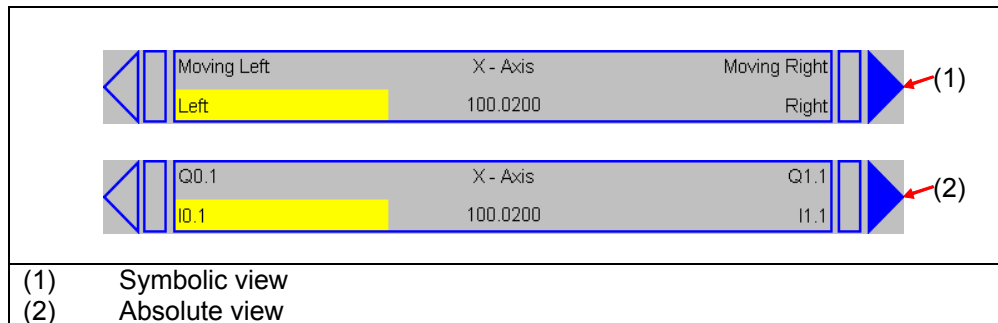 Moving Left X - Axis Moving Right
Left 100.0200 Right
(1)
Q0.1 X - Axis Q1.1
I0.1 100.0200 I1.1
(2)
(1) Symbolic view
(2) Absolute view